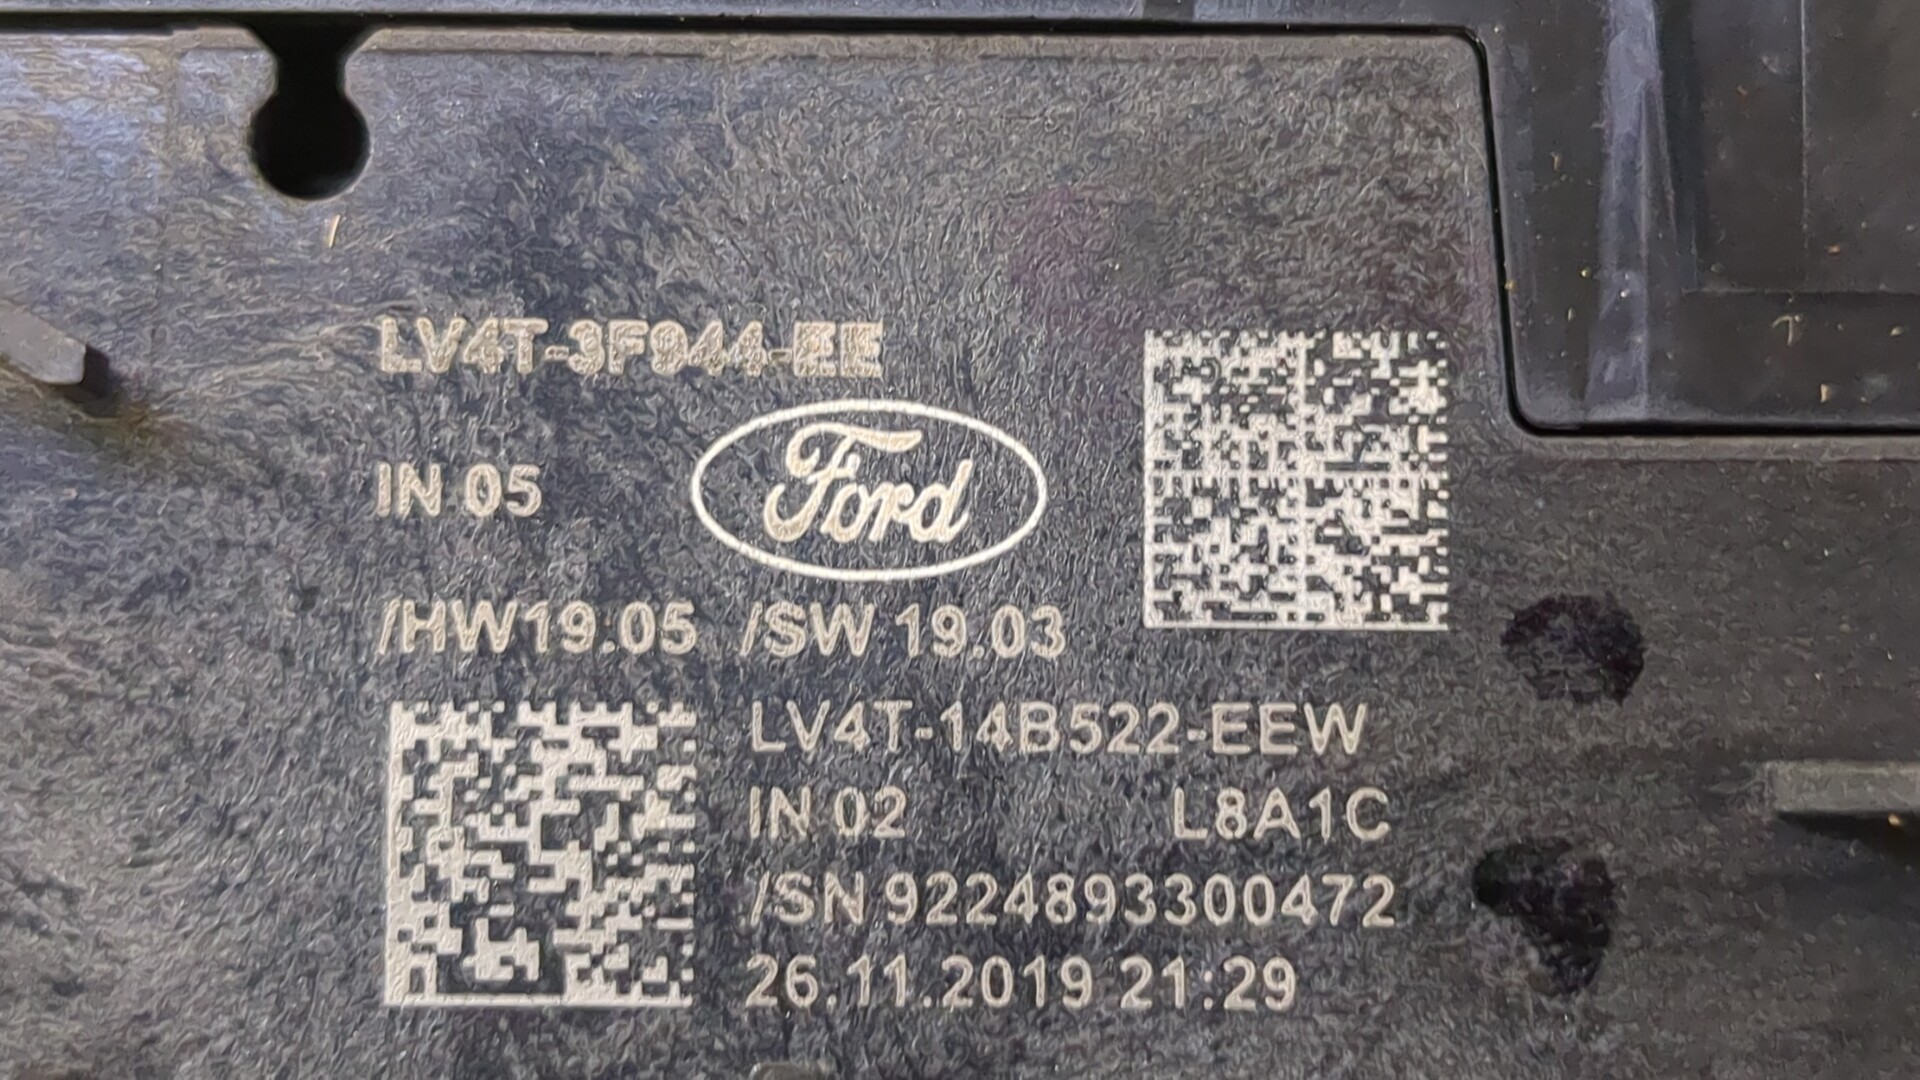 LV4T-3F944-EE
IN 05
Ford
/HW19.05 /SW 19.03
LV4T-14B522-EEW
IN 02 L8A1C
/SN 9224893300472
26.11.2019 21:29